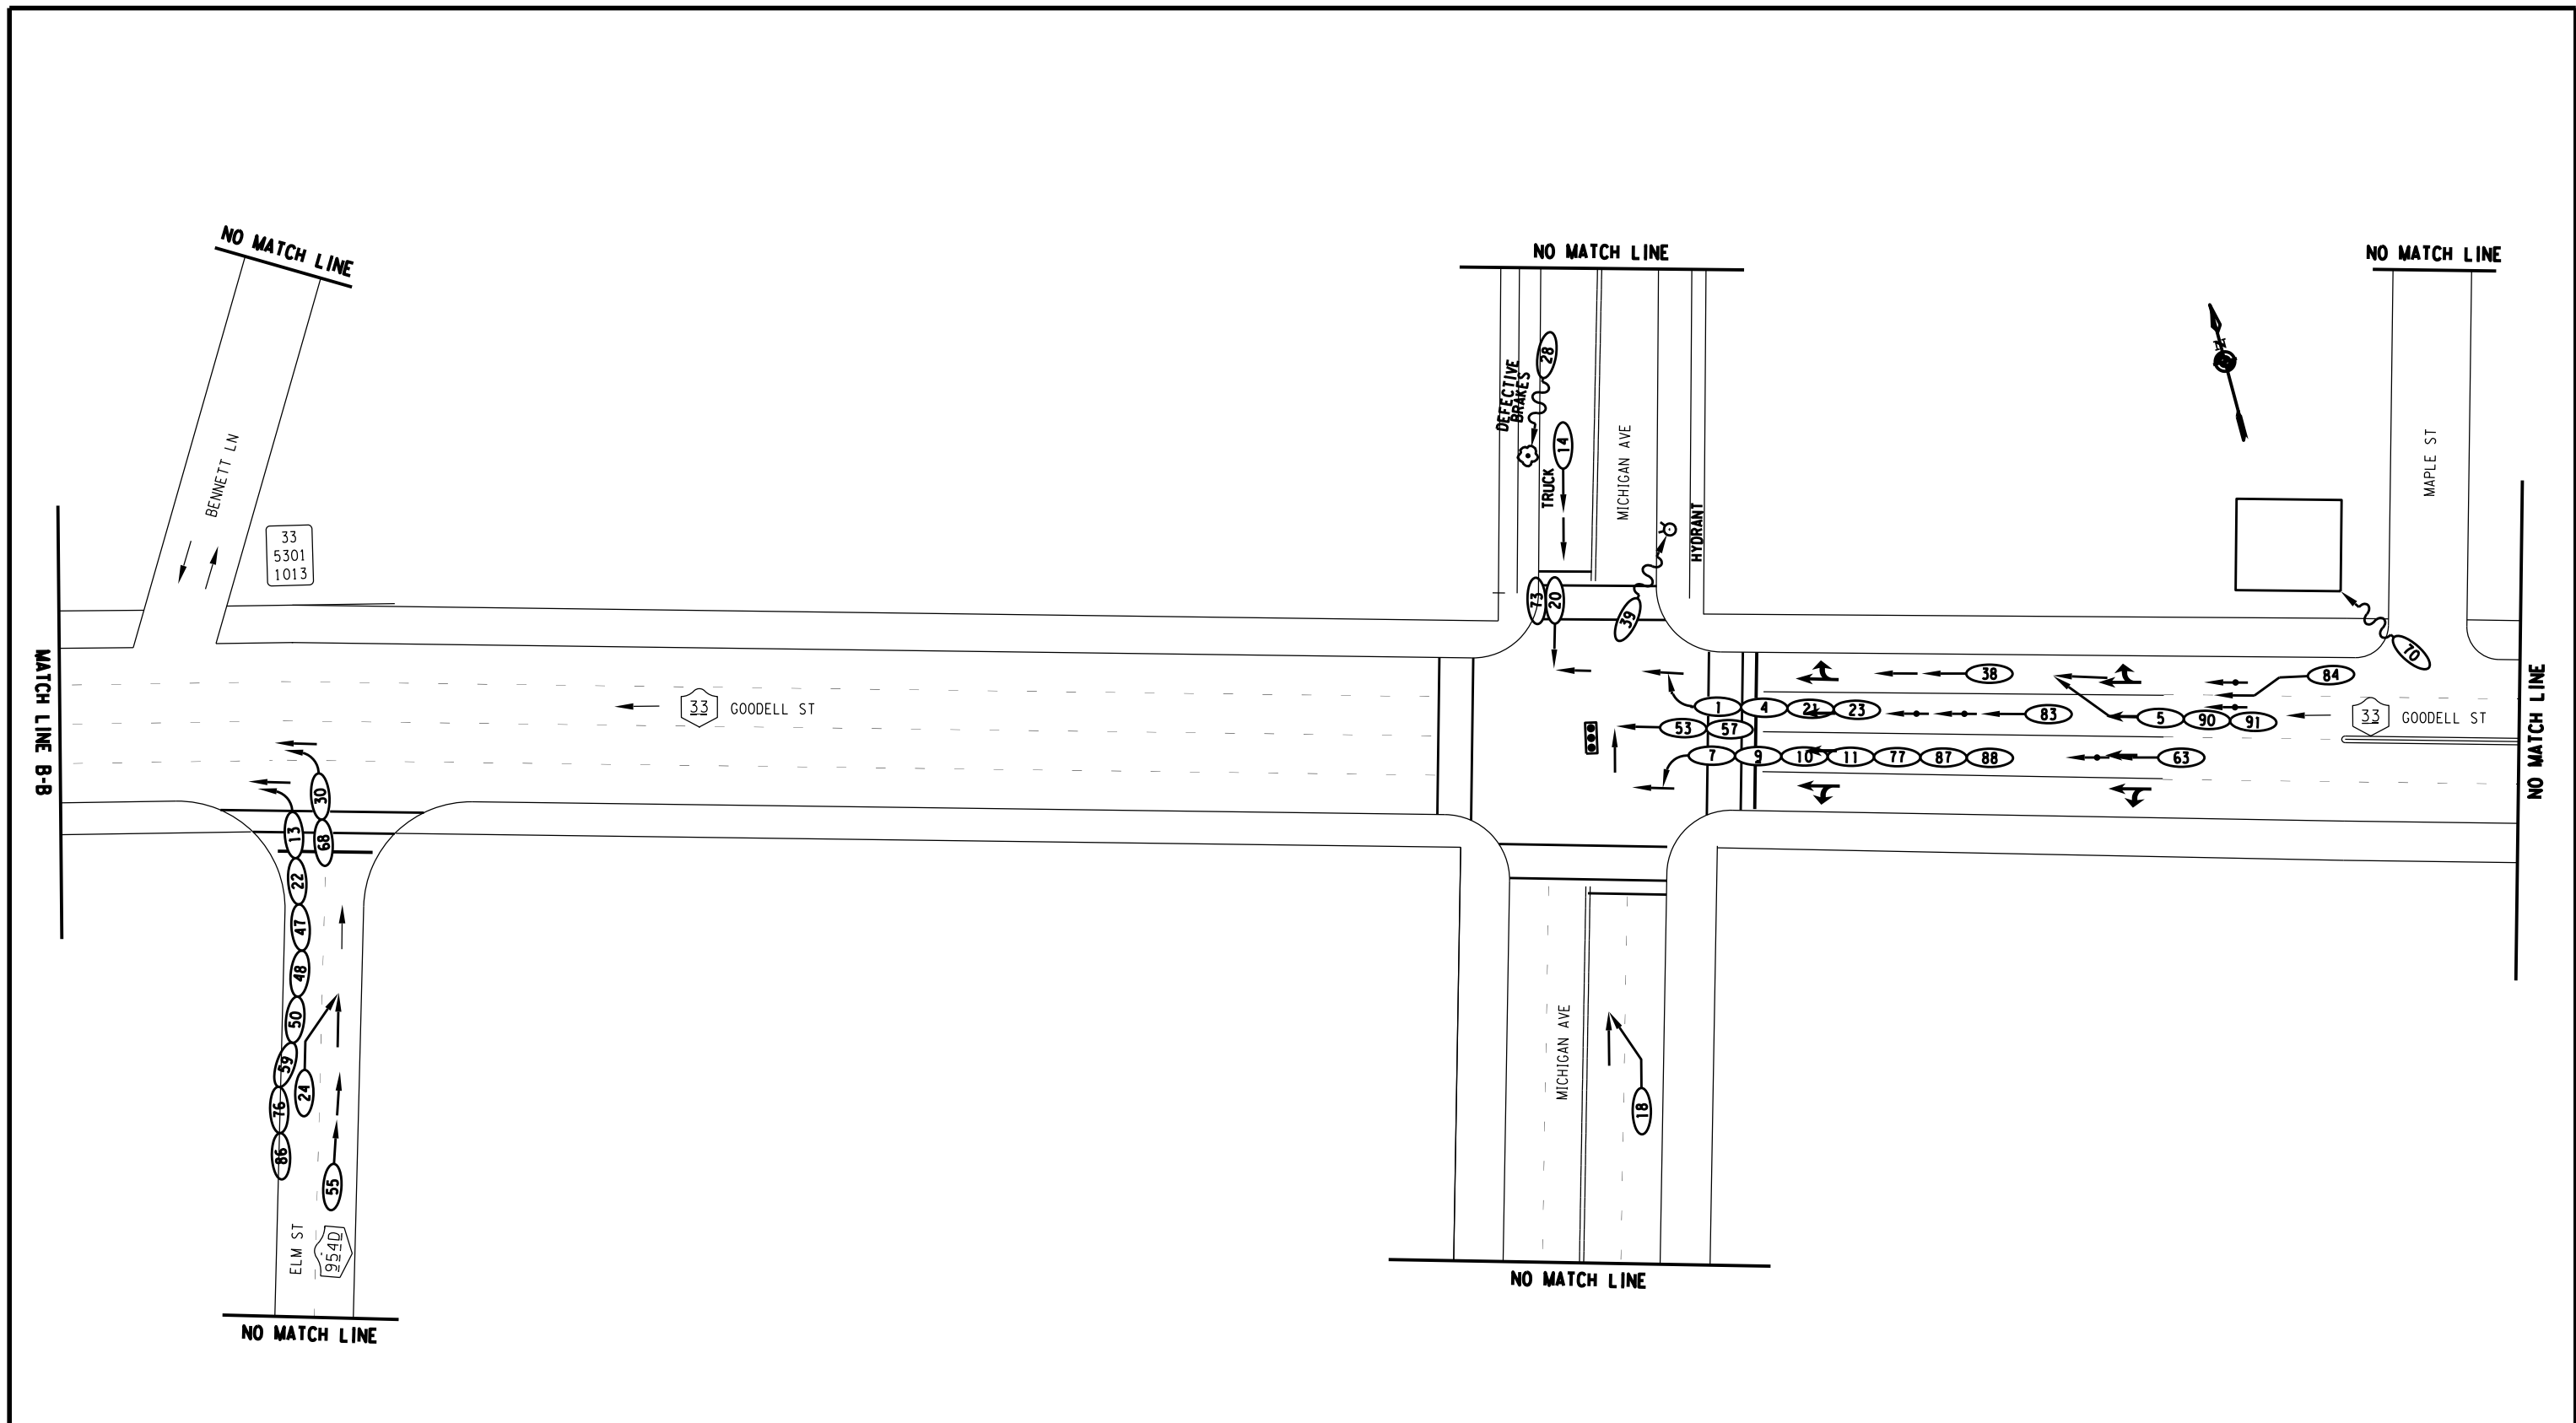 NO MATCH LINE
NO MATCH LINE
NO MATCH LINE
BENNETT LN
33
5301
1013
DEFECTIVE
BRAKES
28
14
TRUCK
MICHIGAN AVE
HYDRANT
MAPLE ST
73
20
39
70
MATCH LINE B-B
33
GOODELL ST
38
84
1
4
21
23
83
5
90
91
33
GOODELL ST
53
57
7
9
10
11
77
87
88
63
NO MATCH LINE
30
13
68
22
47
48
50
59
24
76
86
55
ELM ST
954D
MICHIGAN AVE
18
NO MATCH LINE
NO MATCH LINE